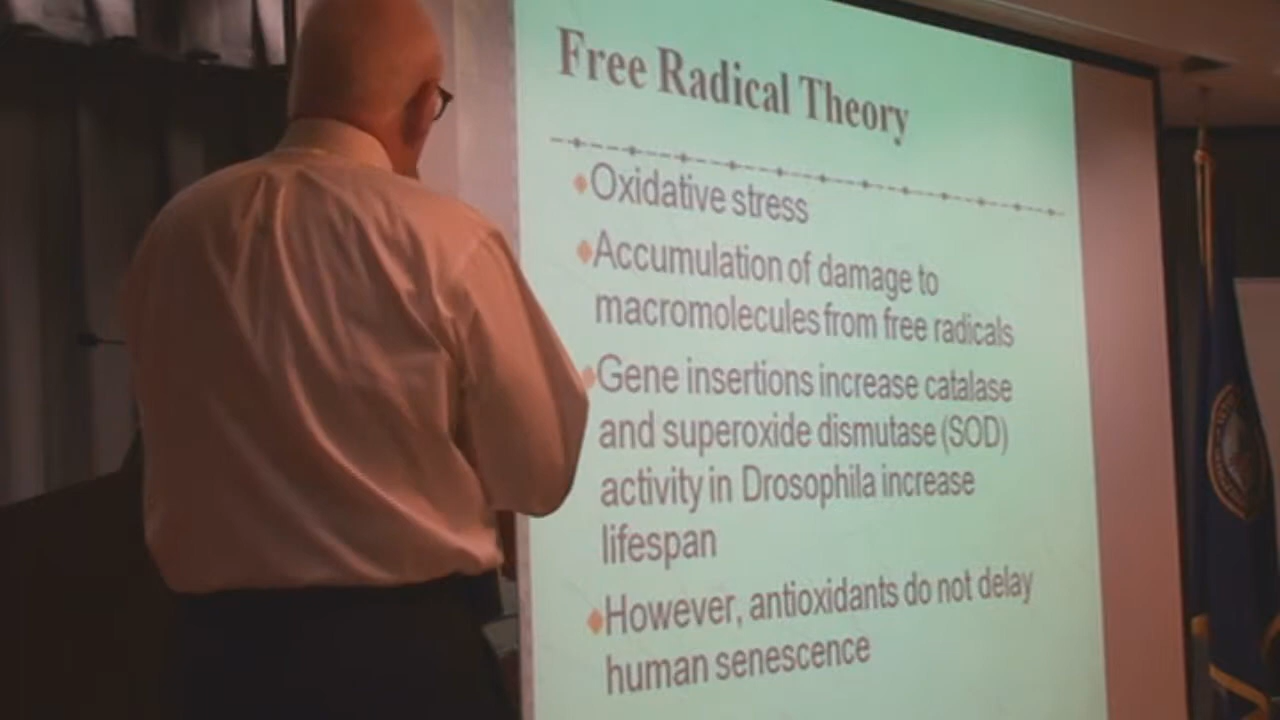 Free Radical Theory
Oxidative stress
Accumulation of damage to
macromolecules from free radicals
Gene insertions increase catalase
and superoxide dismutase (SOD)
activity in Drosophila increase
lifespan
However, antioxidants do not delay
human senescence